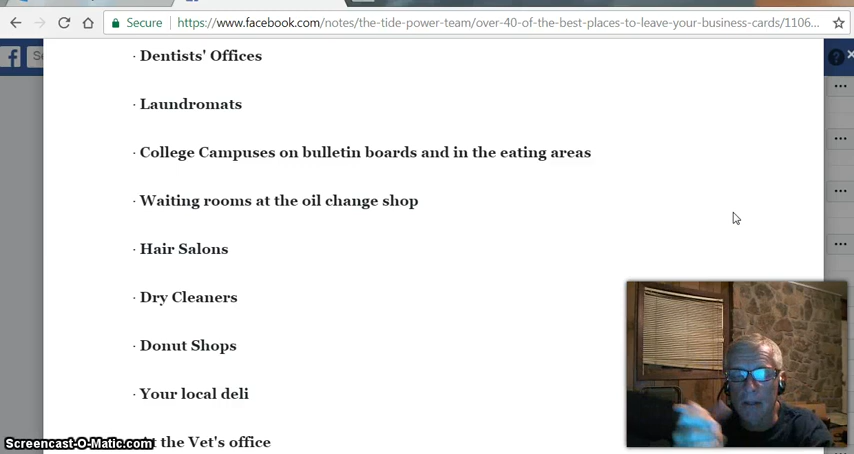 Secure
https://www.facebook.com/notes/the-tide-power-team/over-40-of-the-best-places-to-leave-your-business-cards/1106...
· Dentists' Offices
· Laundromats
· College Campuses on bulletin boards and in the eating areas
· Waiting rooms at the oil change shop
· Hair Salons
· Dry Cleaners
· Donut Shops
· Your local deli
the Vet's office
Screencast-O-Matic.com